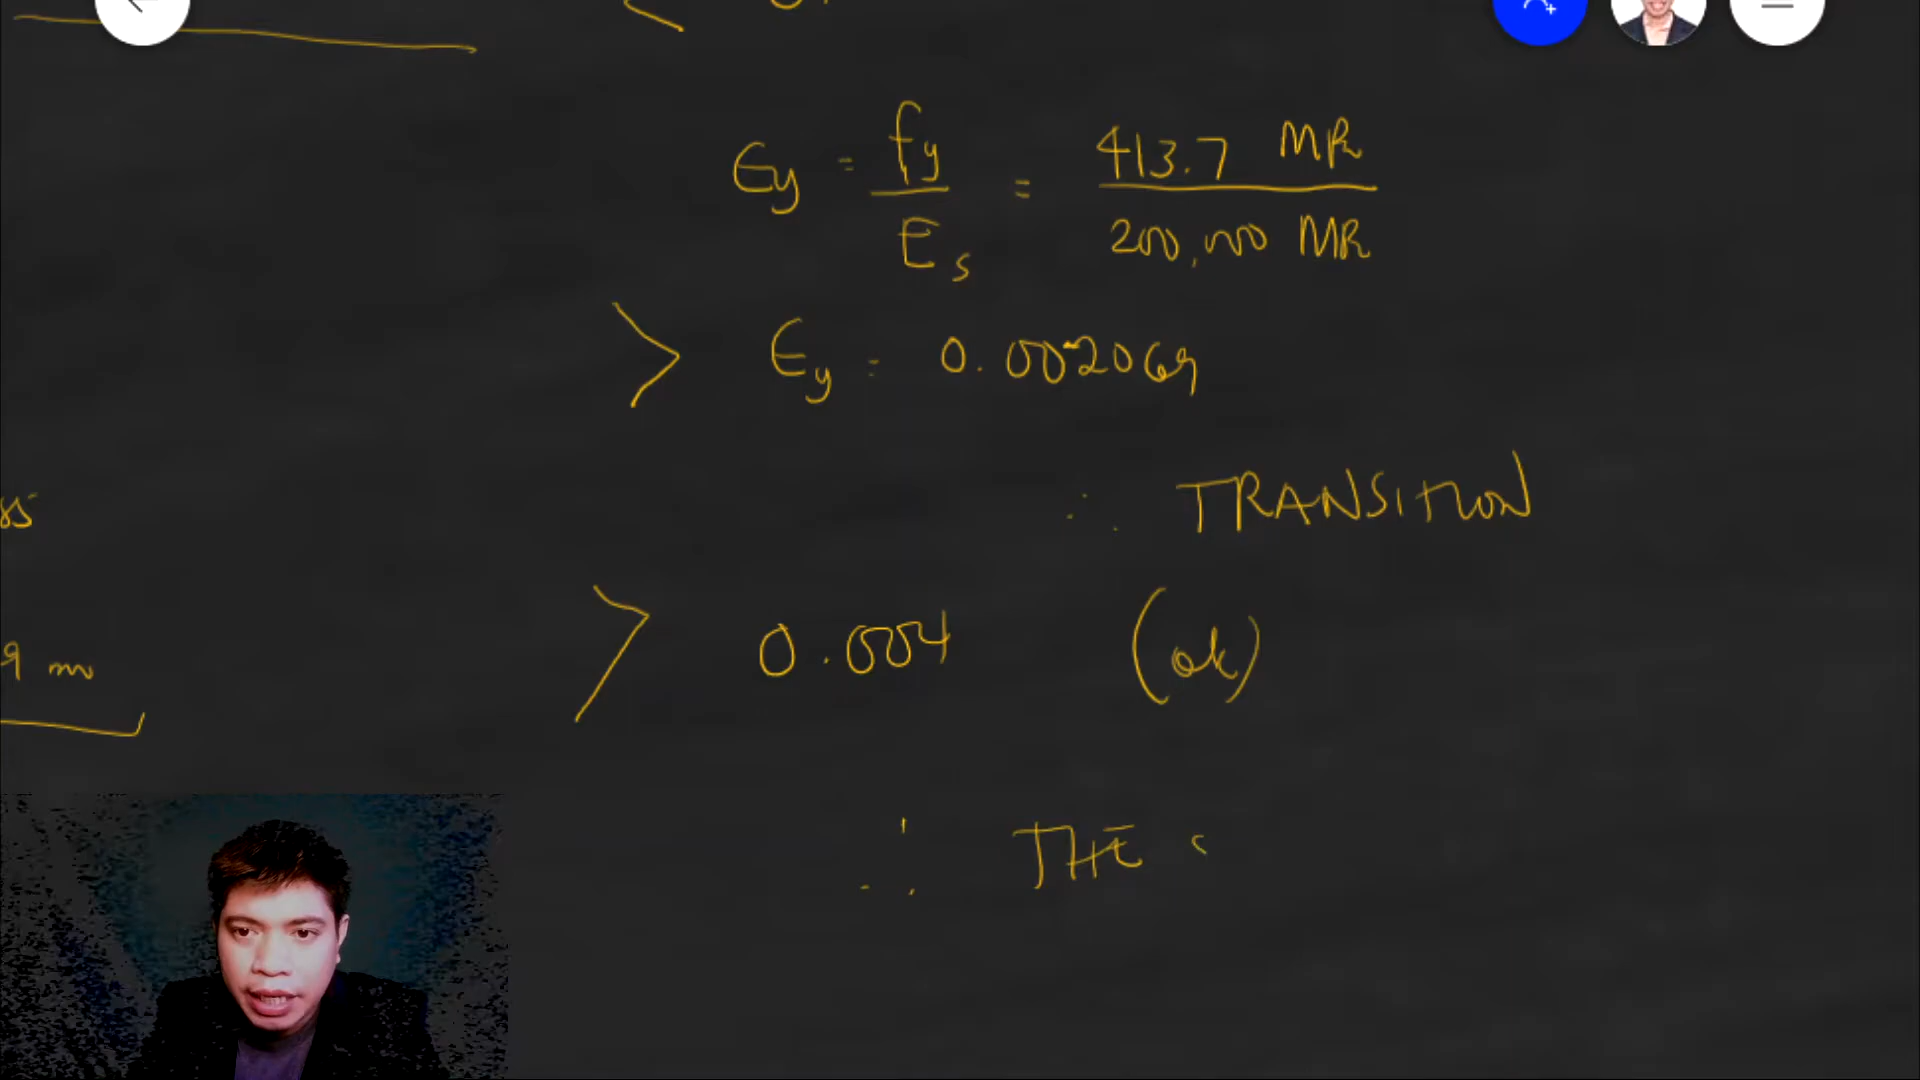 εy = fy / Es = 413.7 MPa / 200,000 MPa
> εy = 0.002069
∴ TRANSITION
> 0.004 (ok)
∴ THE